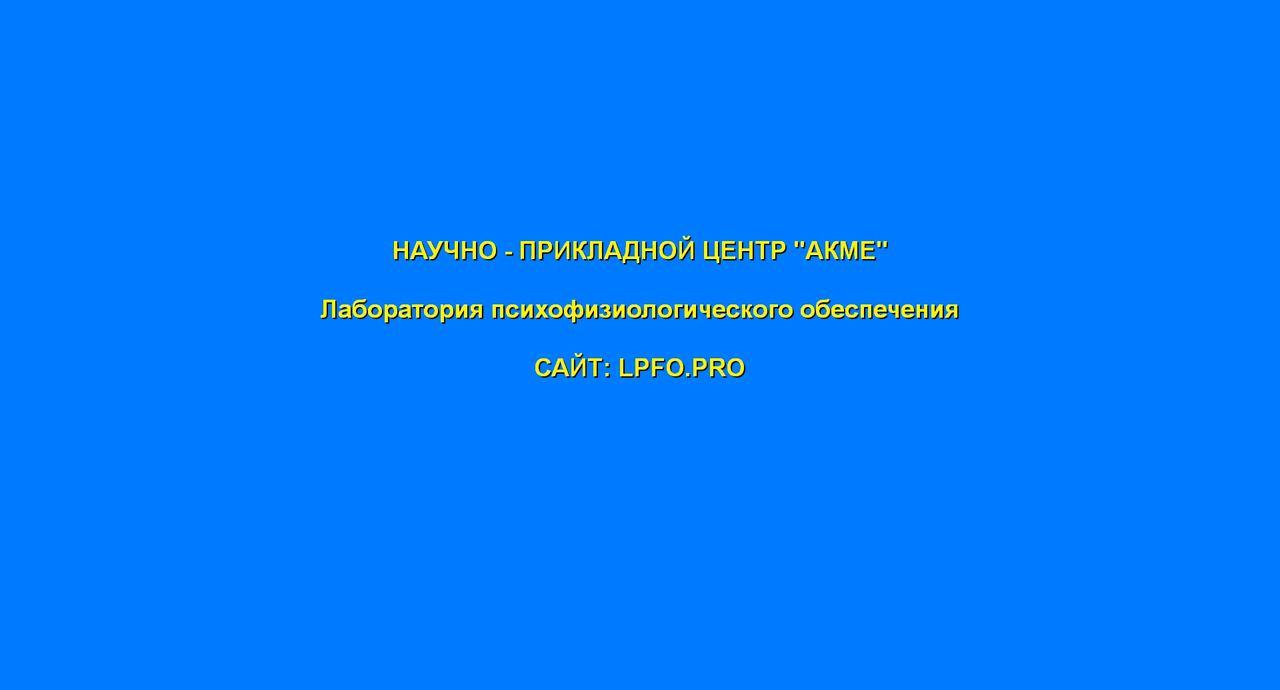 НАУЧНО - ПРИКЛАДНОЙ ЦЕНТР "АКМЕ"
Лаборатория психофизиологического обеспечения
САЙТ: LPFO.PRO